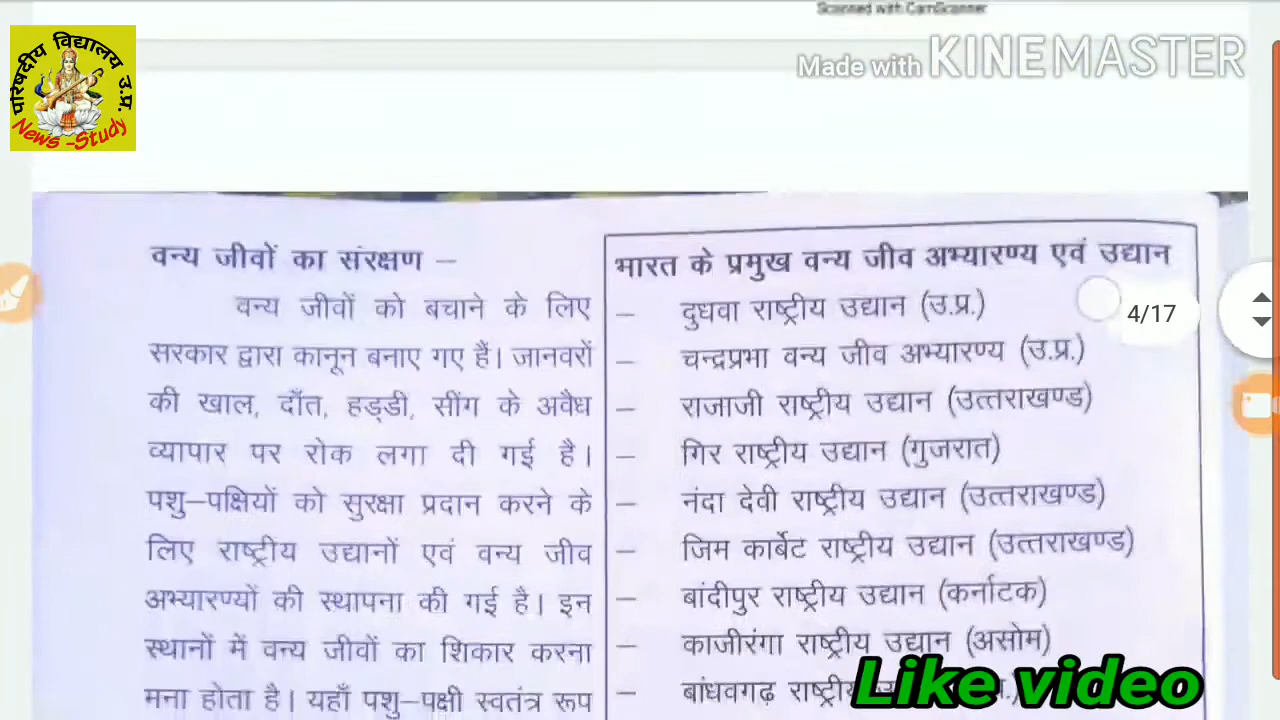 Scanned with CamScanner
Made with KINEMASTER
परिषदीय विद्यालय उ.प्र.
News -Study
वन्य जीवों का संरक्षण –
वन्य जीवों को बचाने के लिए
सरकार द्वारा कानून बनाए गए हैं। जानवरों
की खाल, दाँत, हड्डी, सींग के अवैध
व्यापार पर रोक लगा दी गई है।
पशु–पक्षियों को सुरक्षा प्रदान करने के
लिए राष्ट्रीय उद्यानों एवं वन्य जीव
अभ्यारण्यों की स्थापना की गई है। इन
स्थानों में वन्य जीवों का शिकार करना
मना होता है। यहाँ पशु–पक्षी स्वतंत्र रूप
भारत के प्रमुख वन्य जीव अभ्यारण्य एवं उद्यान
– दुधवा राष्ट्रीय उद्यान (उ.प्र.)
– चन्द्रप्रभा वन्य जीव अभ्यारण्य (उ.प्र.)
– राजाजी राष्ट्रीय उद्यान (उत्तराखण्ड)
– गिर राष्ट्रीय उद्यान (गुजरात)
– नंदा देवी राष्ट्रीय उद्यान (उत्तराखण्ड)
– जिम कार्बेट राष्ट्रीय उद्यान (उत्तराखण्ड)
– बांदीपुर राष्ट्रीय उद्यान (कर्नाटक)
– काजीरंगा राष्ट्रीय उद्यान (असोम)
– बांधवगढ़
4/17
Like video